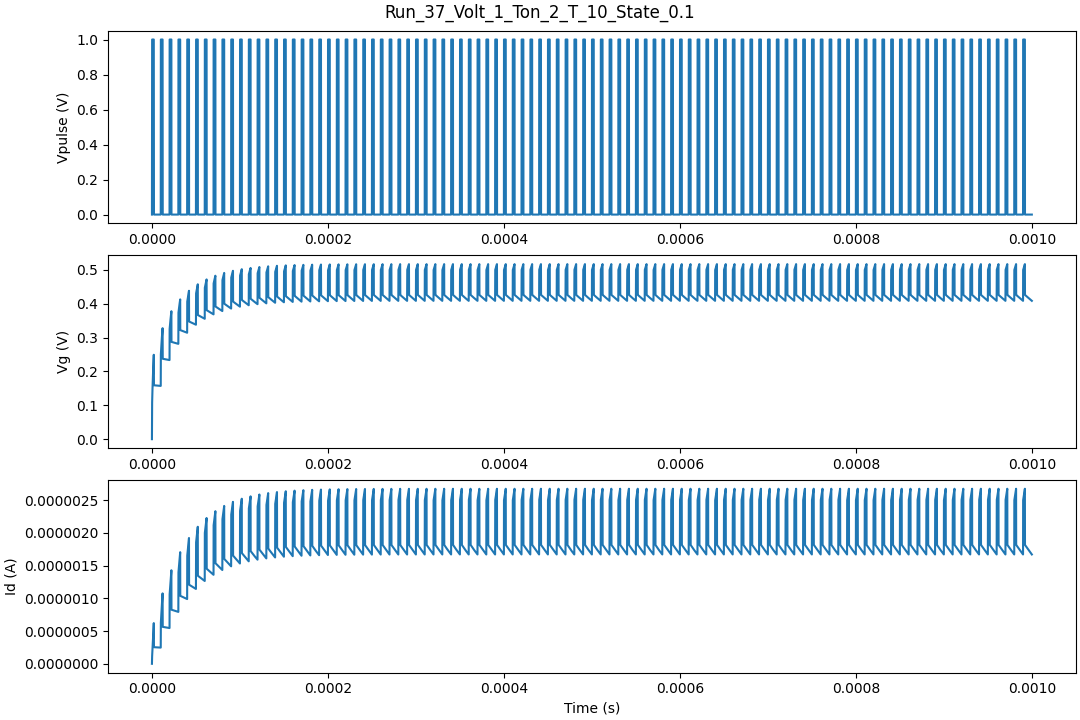 Run_37_Volt_1_Ton_2_T_10_State_0.1
Vpulse (V)
1.0
0.8
0.6
0.4
0.2
0.0
0.0000 0.0002 0.0004 0.0006 0.0008 0.0010
Vg (V)
0.5
0.4
0.3
0.2
0.1
0.0
0.0000 0.0002 0.0004 0.0006 0.0008 0.0010
Id (A)
0.0000025
0.0000020
0.0000015
0.0000010
0.0000005
0.0000000
0.0000 0.0002 0.0004 0.0006 0.0008 0.0010
Time (s)